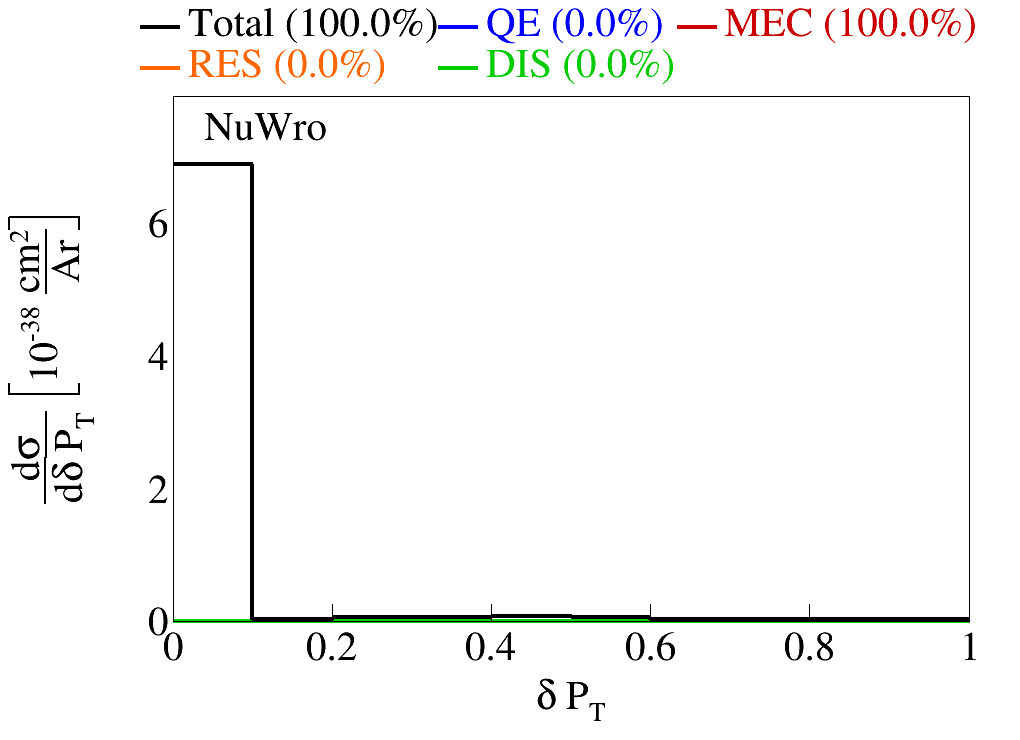 Total (100.0%) QE (0.0%) MEC (100.0%)
RES (0.0%) DIS (0.0%)
NuWro
6
4
2
0
0 0.2 0.4 0.6 0.8 1
δ P_T
dσ/dδ P_T [10^-38 cm^2/Ar]